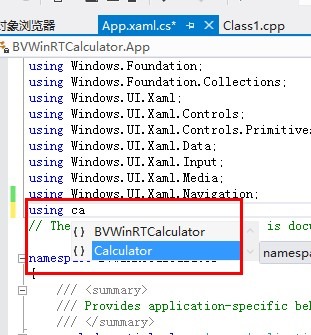 对象浏览器 App.xaml.cs* Class1.cpp
BVWinRTCalculator.App
using Windows.Foundation;
using Windows.Foundation.Collections;
using Windows.UI.Xaml;
using Windows.UI.Xaml.Controls;
using Windows.UI.Xaml.Controls.Primitives
using Windows.UI.Xaml.Data;
using Windows.UI.Xaml.Input;
using Windows.UI.Xaml.Media;
using Windows.UI.Xaml.Navigation;
using ca
// The is docu
{} BVWinRTCalculator
{} Calculator
namespa
namespace
{
/// <summary>
/// Provides application-specific beh
/// </summary>